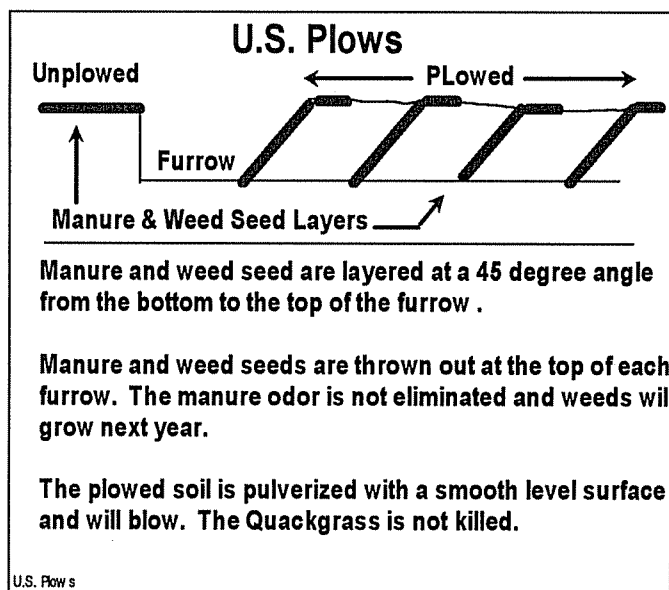 U.S. Plows
Unplowed
PLowed
Furrow
Manure & Weed Seed Layers
Manure and weed seed are layered at a 45 degree angle
from the bottom to the top of the furrow .
Manure and weed seeds are thrown out at the top of each
furrow. The manure odor is not eliminated and weeds wil
grow next year.
The plowed soil is pulverized with a smooth level surface
and will blow. The Quackgrass is not killed.
U.S. Plows